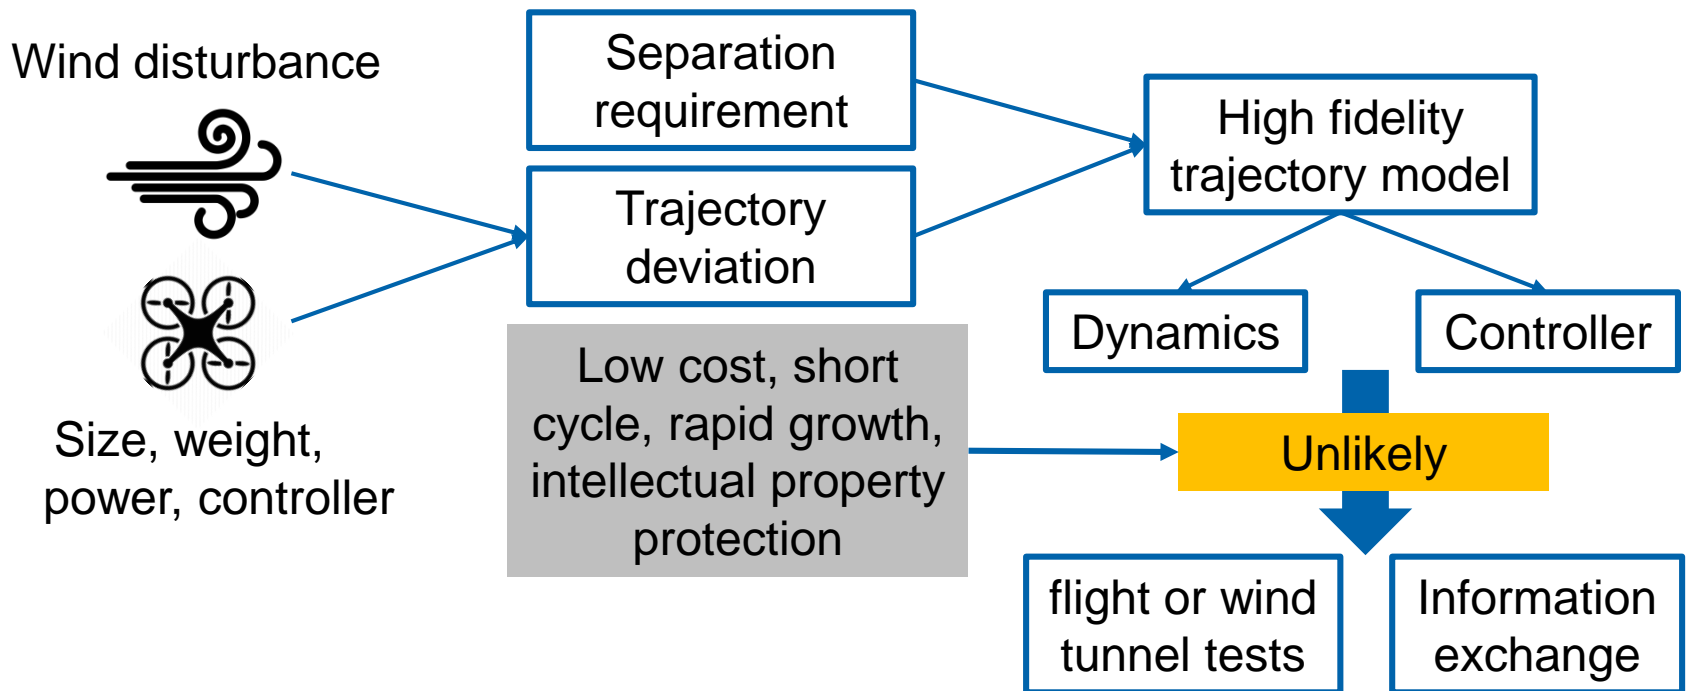 Wind disturbance
Size, weight,
power, controller
Separation
requirement
Trajectory
deviation
Low cost, short
cycle, rapid growth,
intellectual property
protection
High fidelity
trajectory model
Dynamics
Controller
Unlikely
flight or wind
tunnel tests
Information
exchange